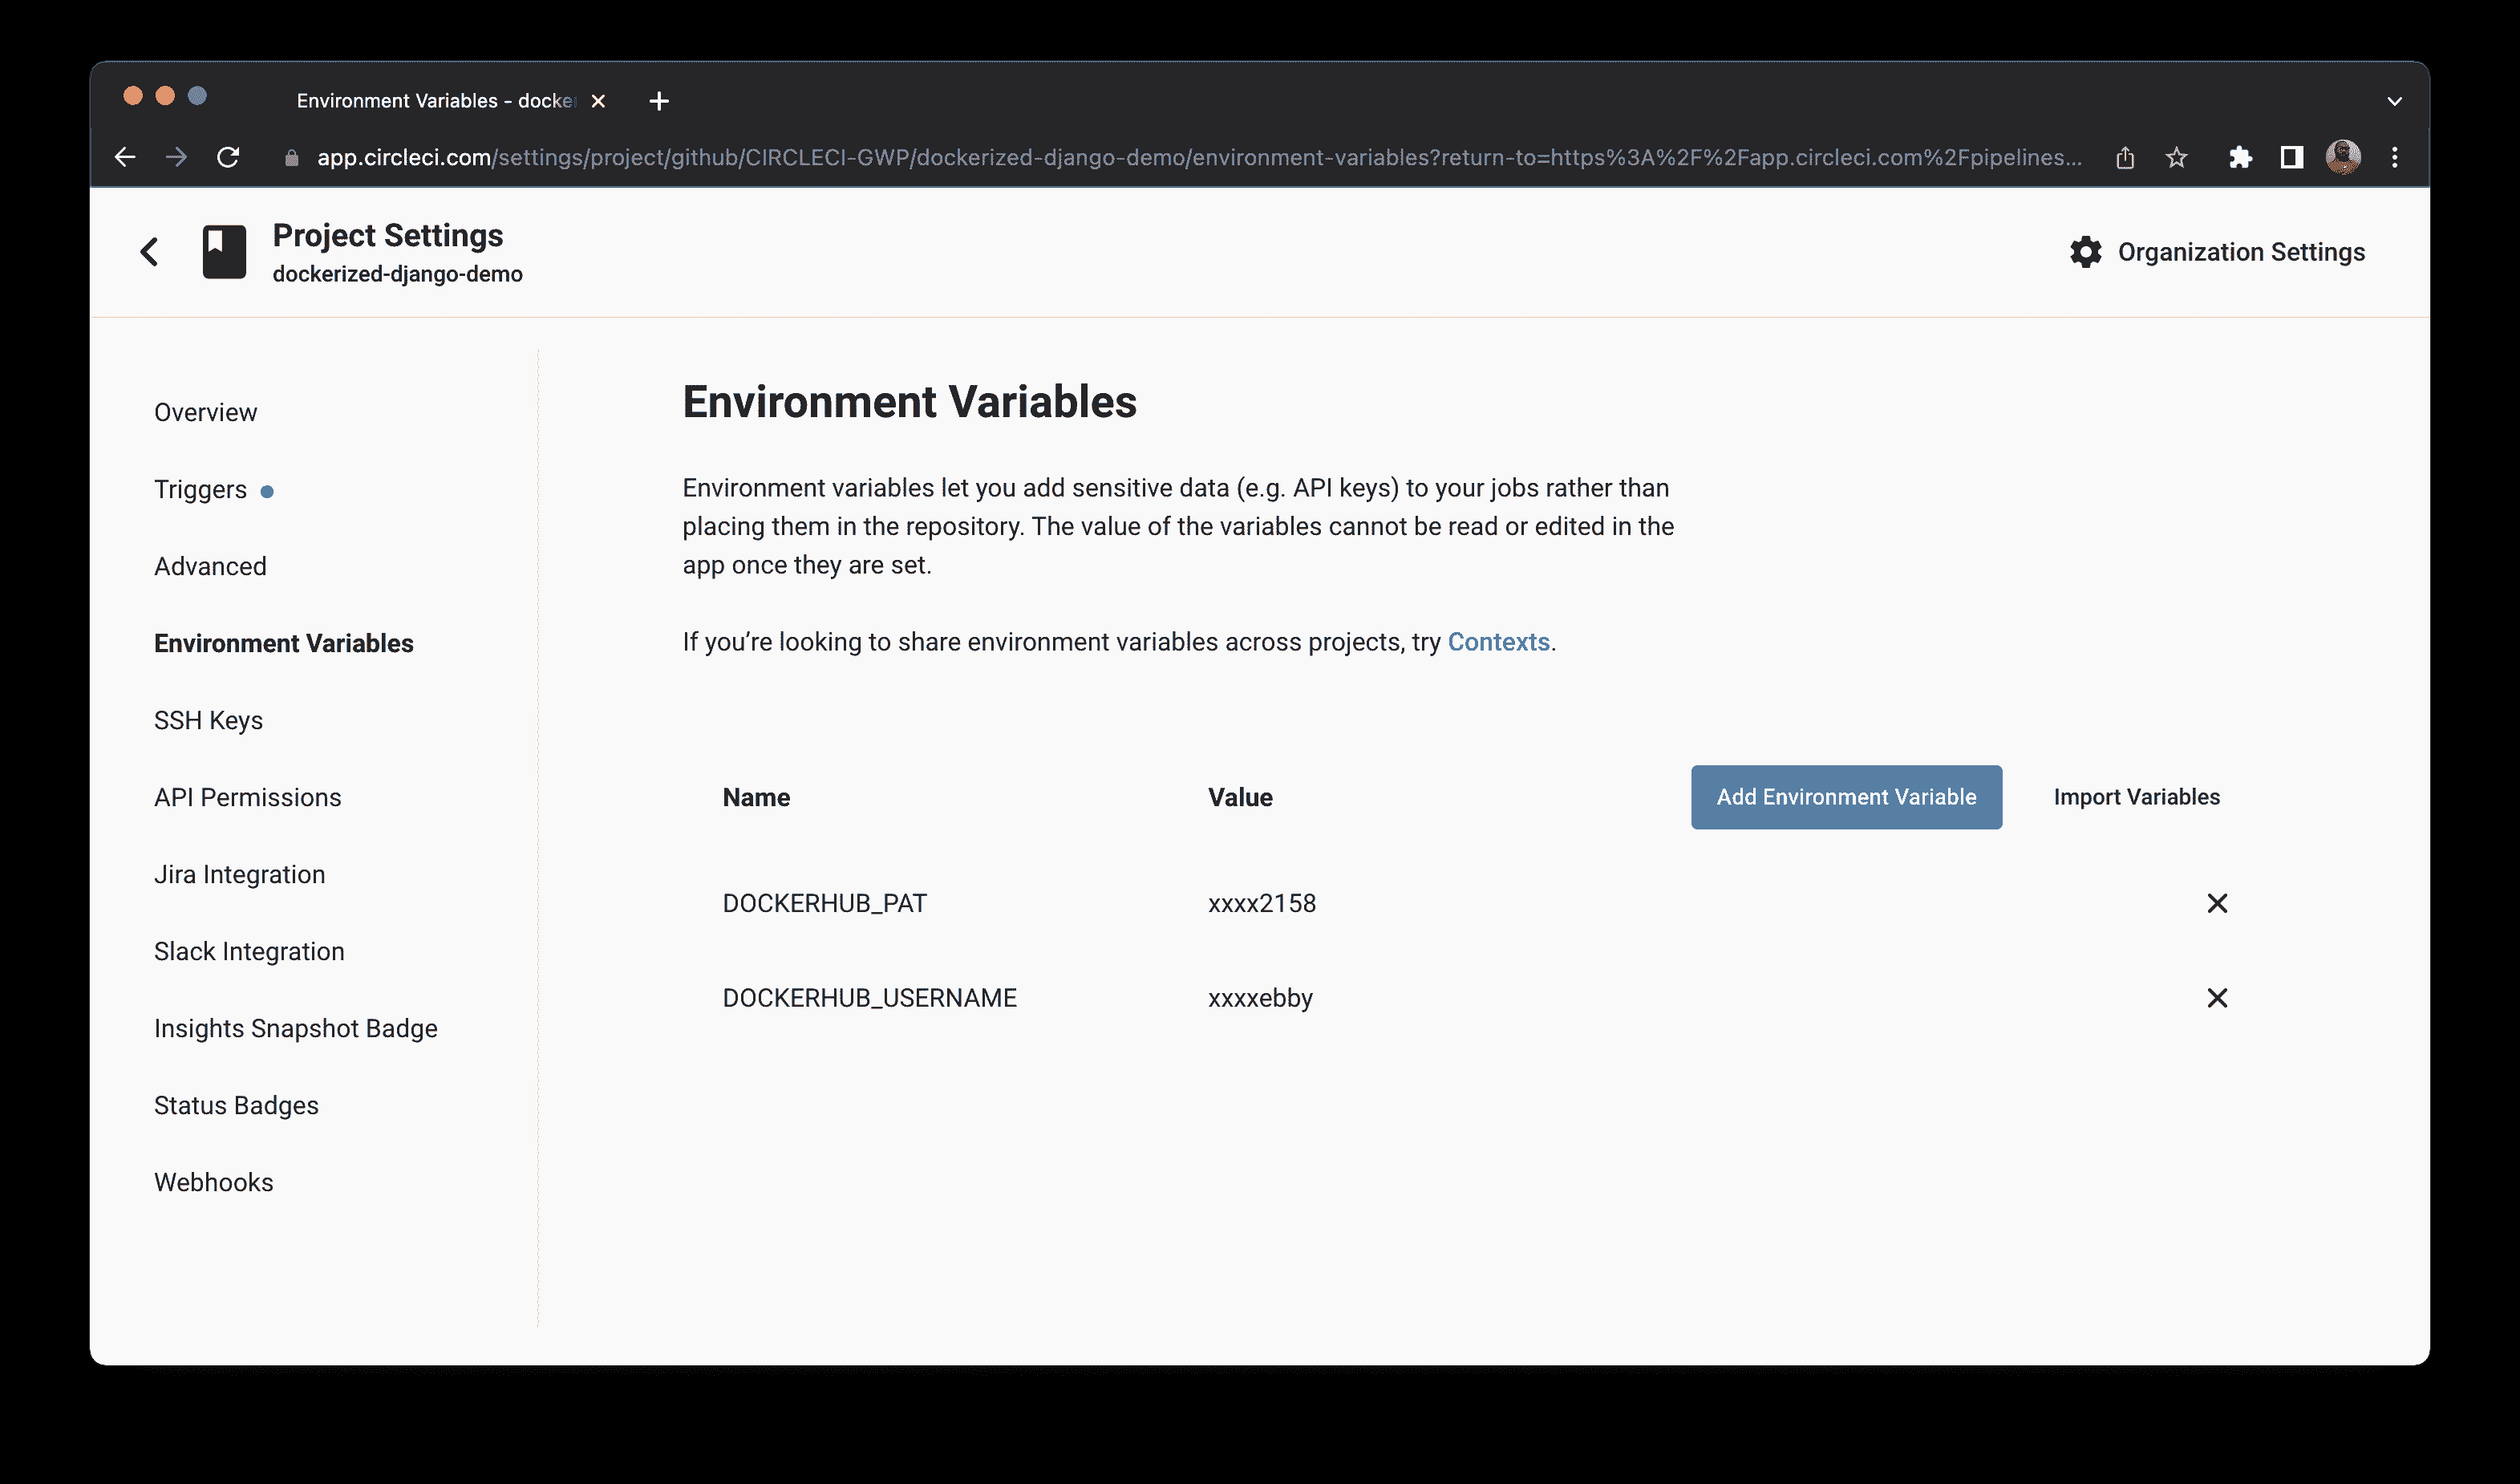 Environment Variables - docke
app.circleci.com/settings/project/github/CIRCLECI-GWP/dockerized-django-demo/environment-variables?return-to=https%3A%2F%2Fapp.circleci.com%2Fpipelines...
Project Settings
dockerized-django-demo
Organization Settings
Overview
Triggers
Advanced
Environment Variables
SSH Keys
API Permissions
Jira Integration
Slack Integration
Insights Snapshot Badge
Status Badges
Webhooks
Environment Variables
Environment variables let you add sensitive data (e.g. API keys) to your jobs rather than
placing them in the repository. The value of the variables cannot be read or edited in the
app once they are set.
If you’re looking to share environment variables across projects, try Contexts.
Name Value Add Environment Variable Import Variables
DOCKERHUB_PAT xxxx2158
DOCKERHUB_USERNAME xxxxebby